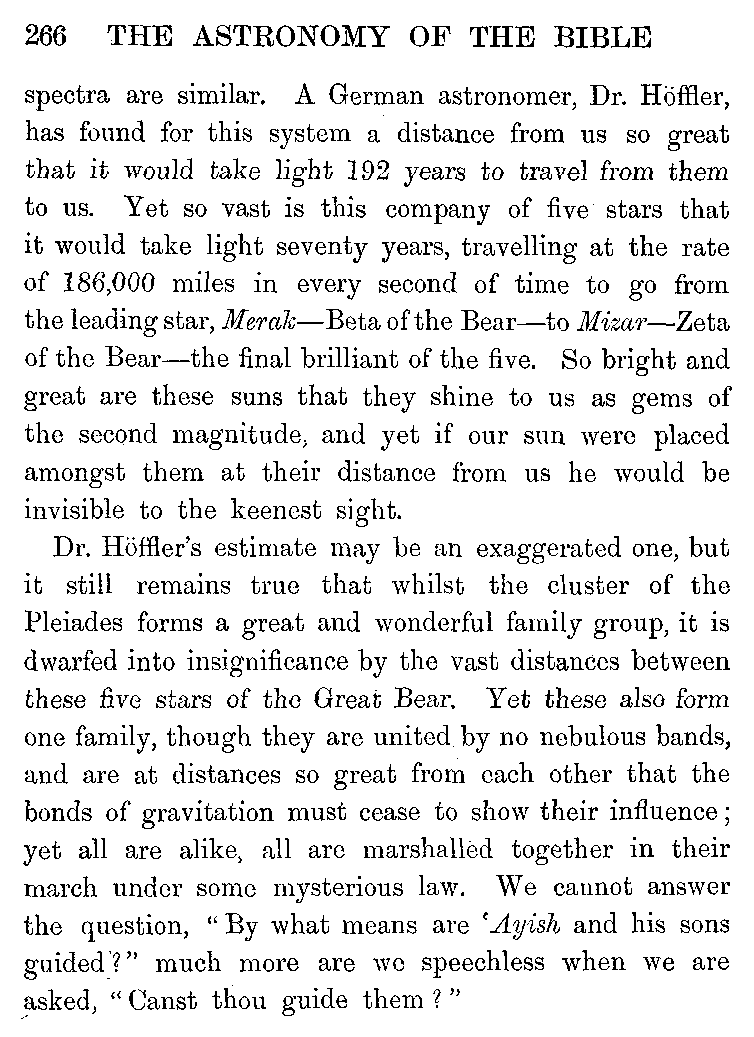 266 THE ASTRONOMY OF THE BIBLE
spectra are similar. A German astronomer, Dr. Höffler,
has found for this system a distance from us so great
that it would take light 192 years to travel from them
to us. Yet so vast is this company of five stars that
it would take light seventy years, travelling at the rate
of 186,000 miles in every second of time to go from
the leading star, Merak—Beta of the Bear—to Mizar—Zeta
of the Bear—the final brilliant of the five. So bright and
great are these suns that they shine to us as gems of
the second magnitude, and yet if our sun were placed
amongst them at their distance from us he would be
invisible to the keenest sight.
Dr. Höffler's estimate may be an exaggerated one, but
it still remains true that whilst the cluster of the
Pleiades forms a great and wonderful family group, it is
dwarfed into insignificance by the vast distances between
these five stars of the Great Bear. Yet these also form
one family, though they are united by no nebulous bands,
and are at distances so great from each other that the
bonds of gravitation must cease to show their influence;
yet all are alike, all are marshalled together in their
march under some mysterious law. We cannot answer
the question, "By what means are 'Ayish and his sons
guided?" much more are we speechless when we are
asked, "Canst thou guide them?"